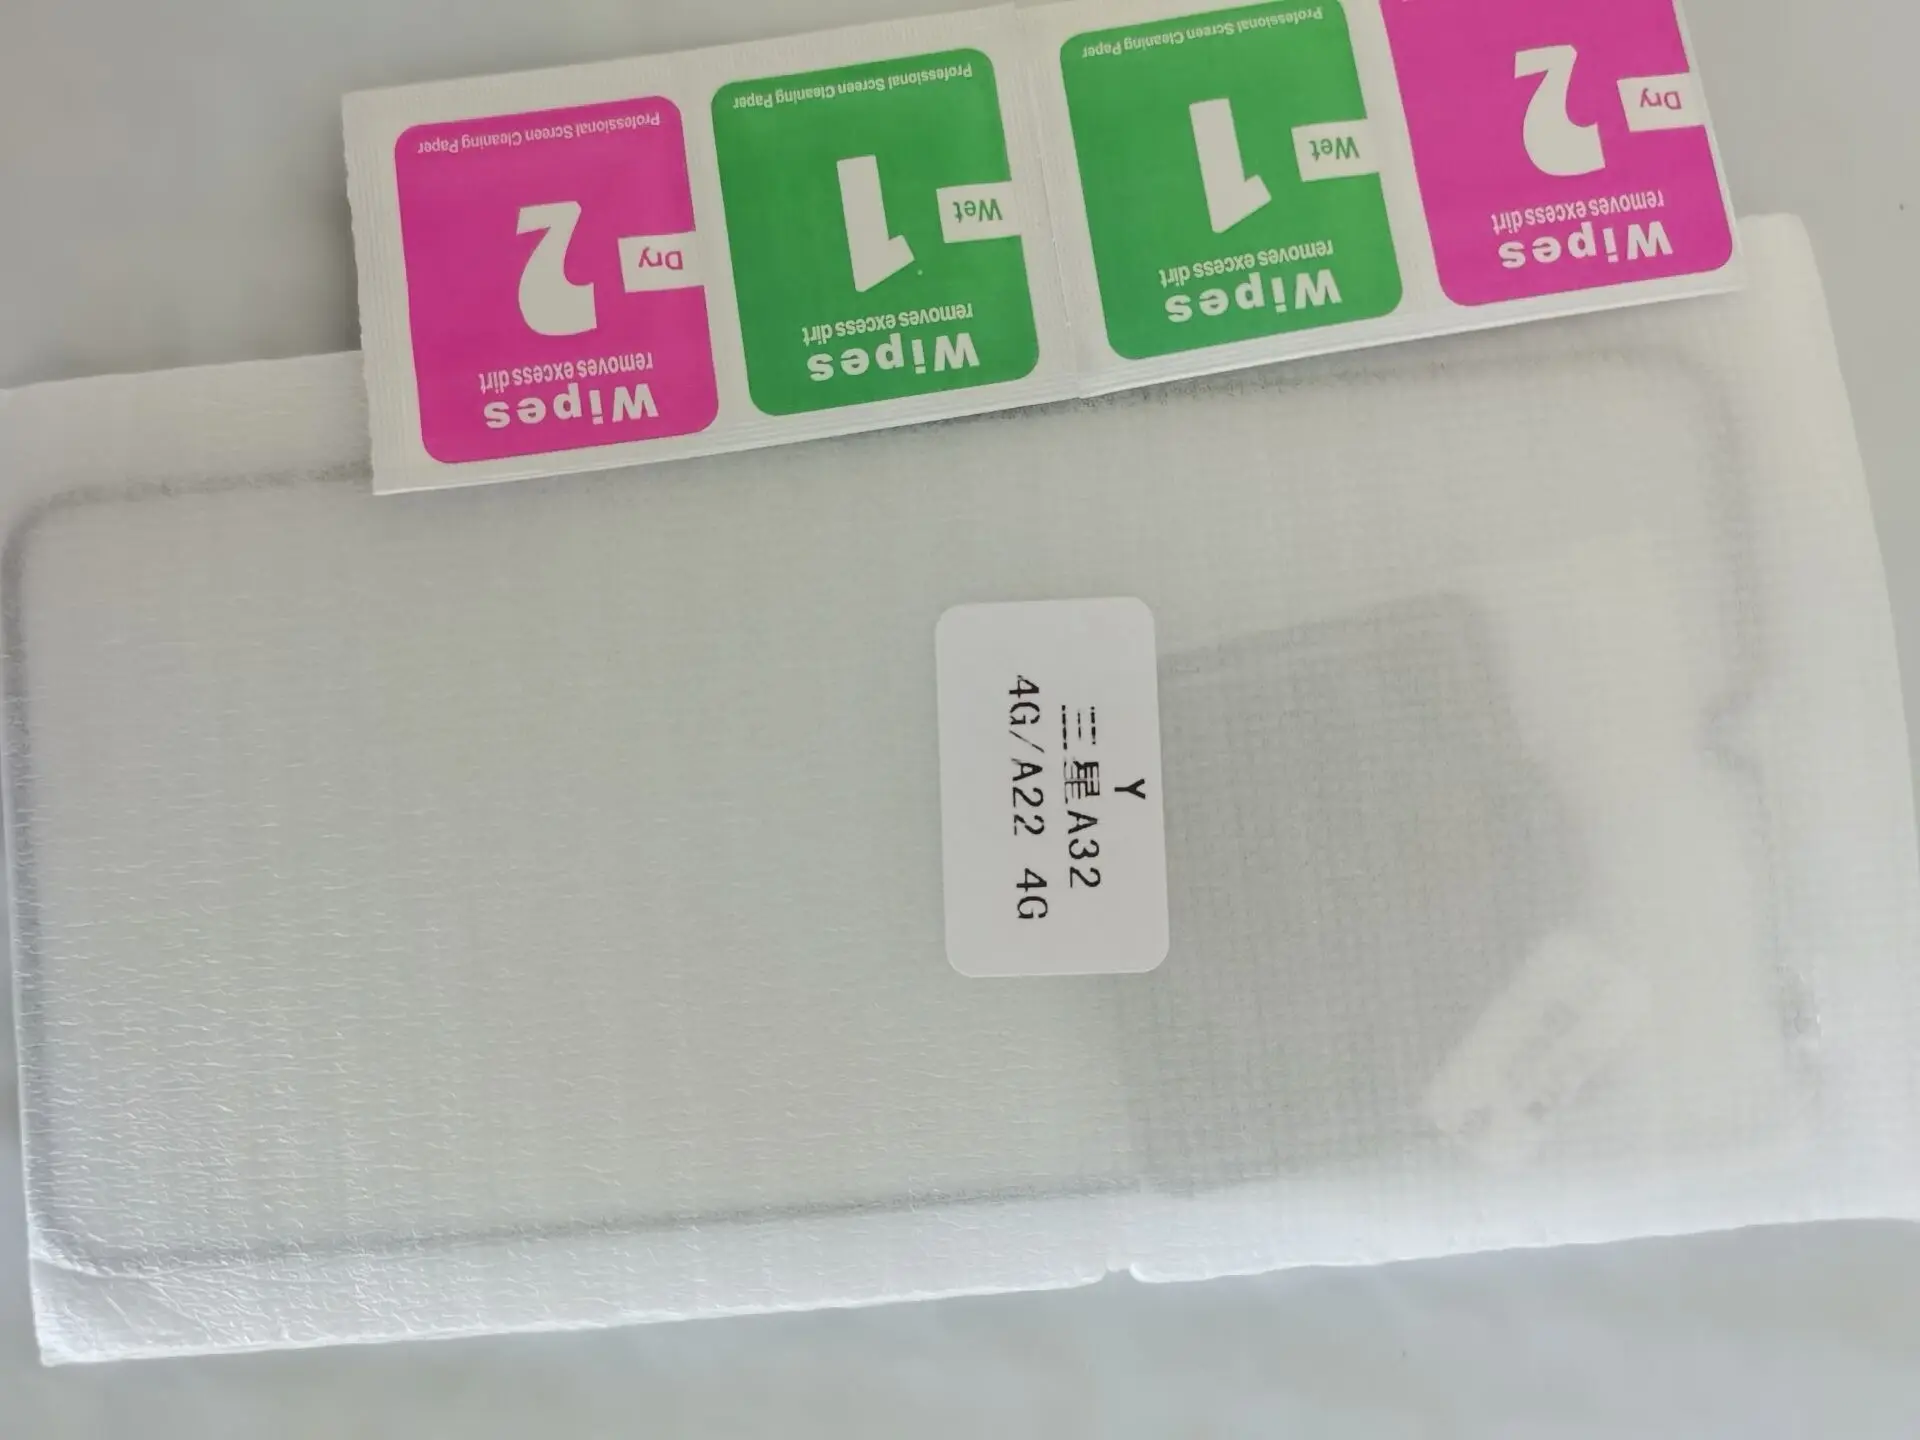 Professional Screen Cleaning Paper
2
Dry
removes excess dirt
Wipes
Professional Screen Cleaning Paper
1
Wet
removes excess dirt
Wipes
Professional Screen Cleaning Paper
1
Wet
removes excess dirt
Wipes
2
Dry
removes excess dirt
Wipes
Y
三星A32
4G/A22 4G